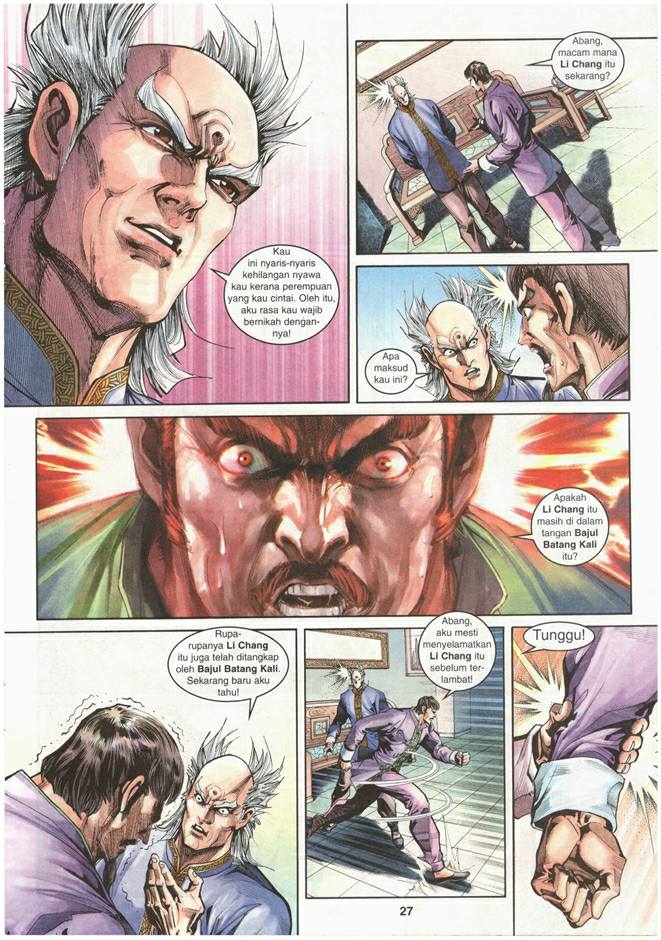 Kau
ini nyaris-nyaris
kehilangan nyawa
kau kerana perempuan
yang kau cintai. Oleh itu,
aku rasa kau wajib
bernikah dengan-
nya!
Abang,
macam mana
Li Chang itu
sekarang?
Apa
maksud
kau ini?
Apakah
Li Chang itu
masih di dalam
tangan Bajul
Batang Kali
itu?
Rupa-
rupanya Li Chang
itu juga telah ditangkap
oleh Bajul Batang Kali.
Sekarang baru aku
tahu!
Abang,
aku mesti
menyelamatkan
Li Chang itu
sebelum ter-
lambat!
Tunggu!
27